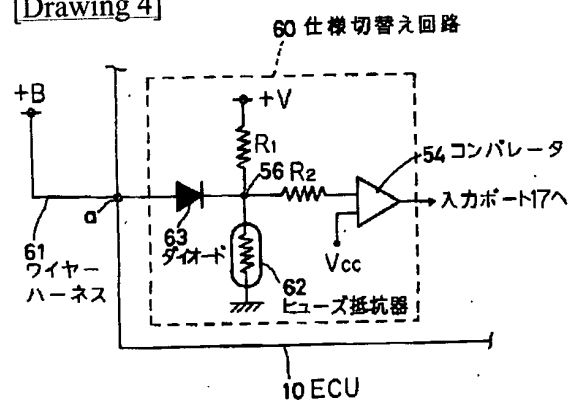 [Drawing 4]
60 仕様切替え回路
+B
+V
R1
56
R2
54 コンパレータ
入力ポート17へ
a
63
ダイオード
Vcc
61
ワイヤー
ハーネス
62
ヒューズ抵抗器
10 ECU